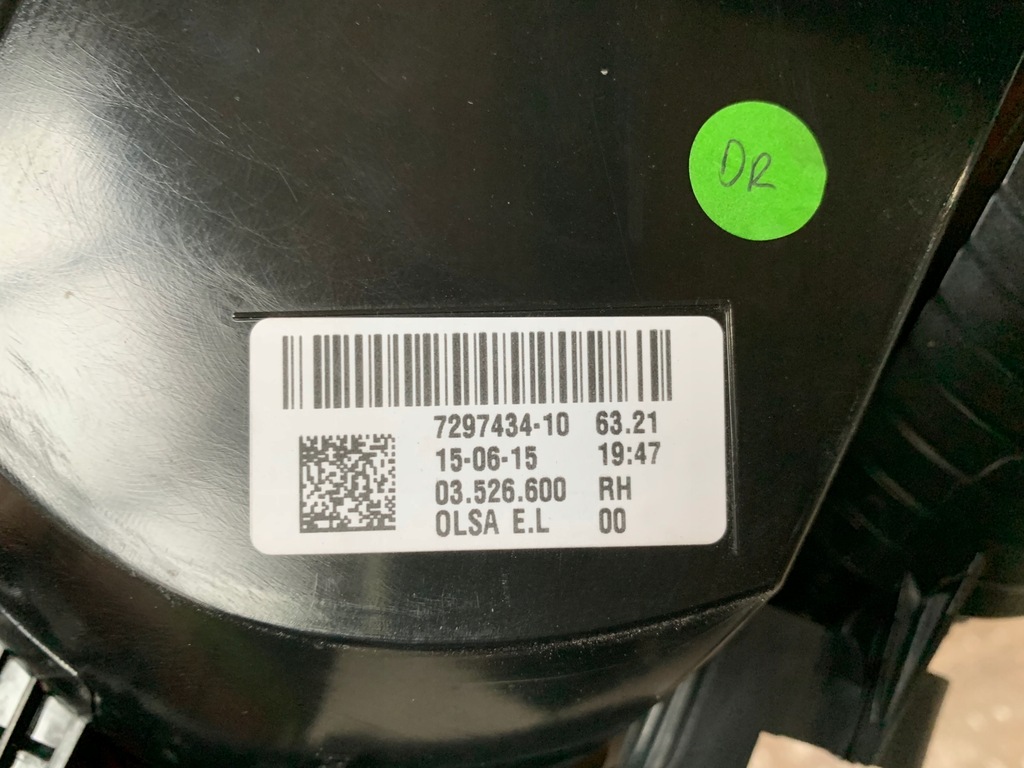 DR
7297434-10 63.21
15-06-15 19:47
03.526.600 RH
OLSA E.L 00